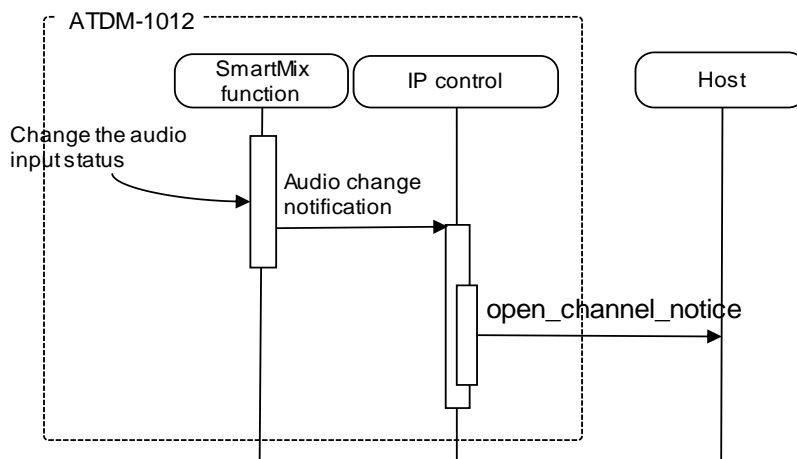 ATDM-1012
SmartMix
function
IP control
Host
Change the audio
input status
Audio change
notification
open_channel_notice